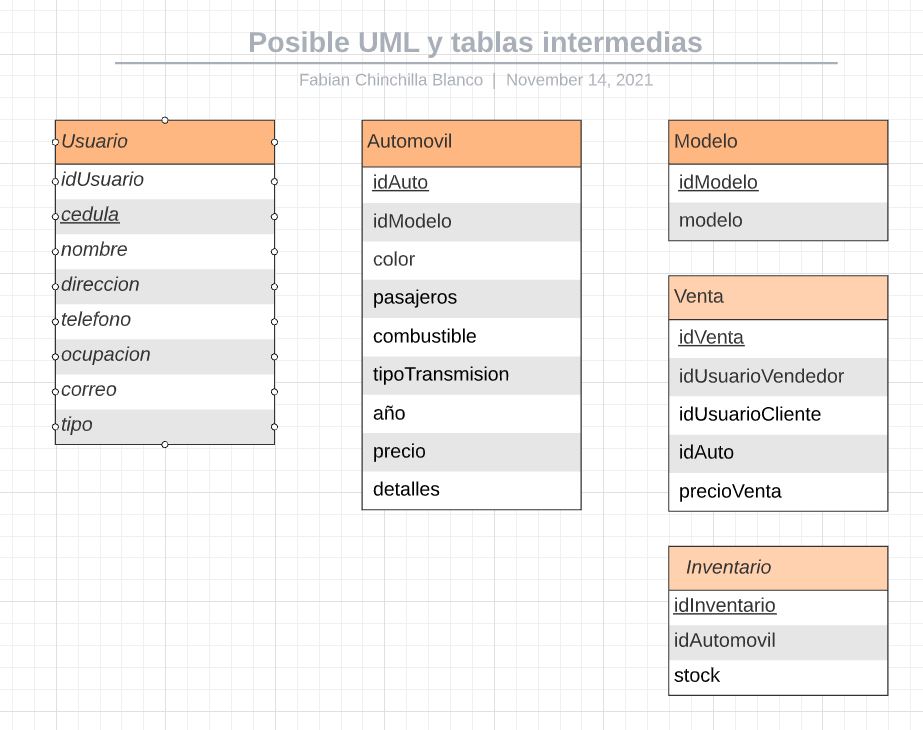 Posible UML y tablas intermedias
Fabian Chinchilla Blanco | November 14, 2021
Usuario
idUsuario
cedula
nombre
direccion
telefono
ocupacion
correo
tipo
Automovil
idAuto
idModelo
color
pasajeros
combustible
tipoTransmision
año
precio
detalles
Modelo
idModelo
modelo
Venta
idVenta
idUsuarioVendedor
idUsuarioCliente
idAuto
precioVenta
Inventario
idInventario
idAutomovil
stock